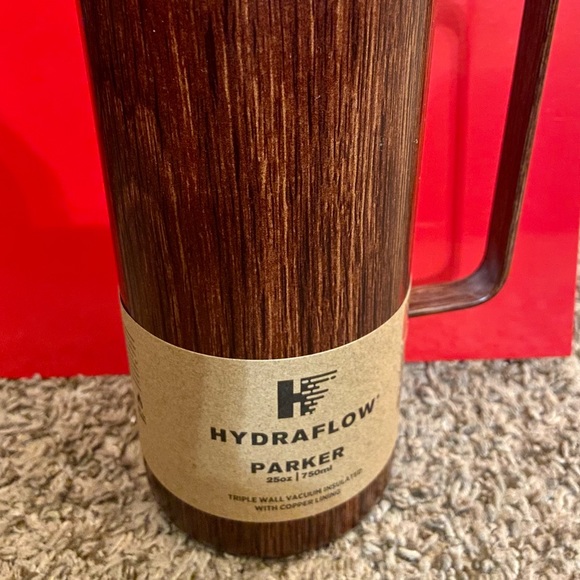 H
HYDRAFLOW®
PARKER
25oz | 750ml
TRIPLE WALL VACUUM INSULATED
WITH COPPER LINING